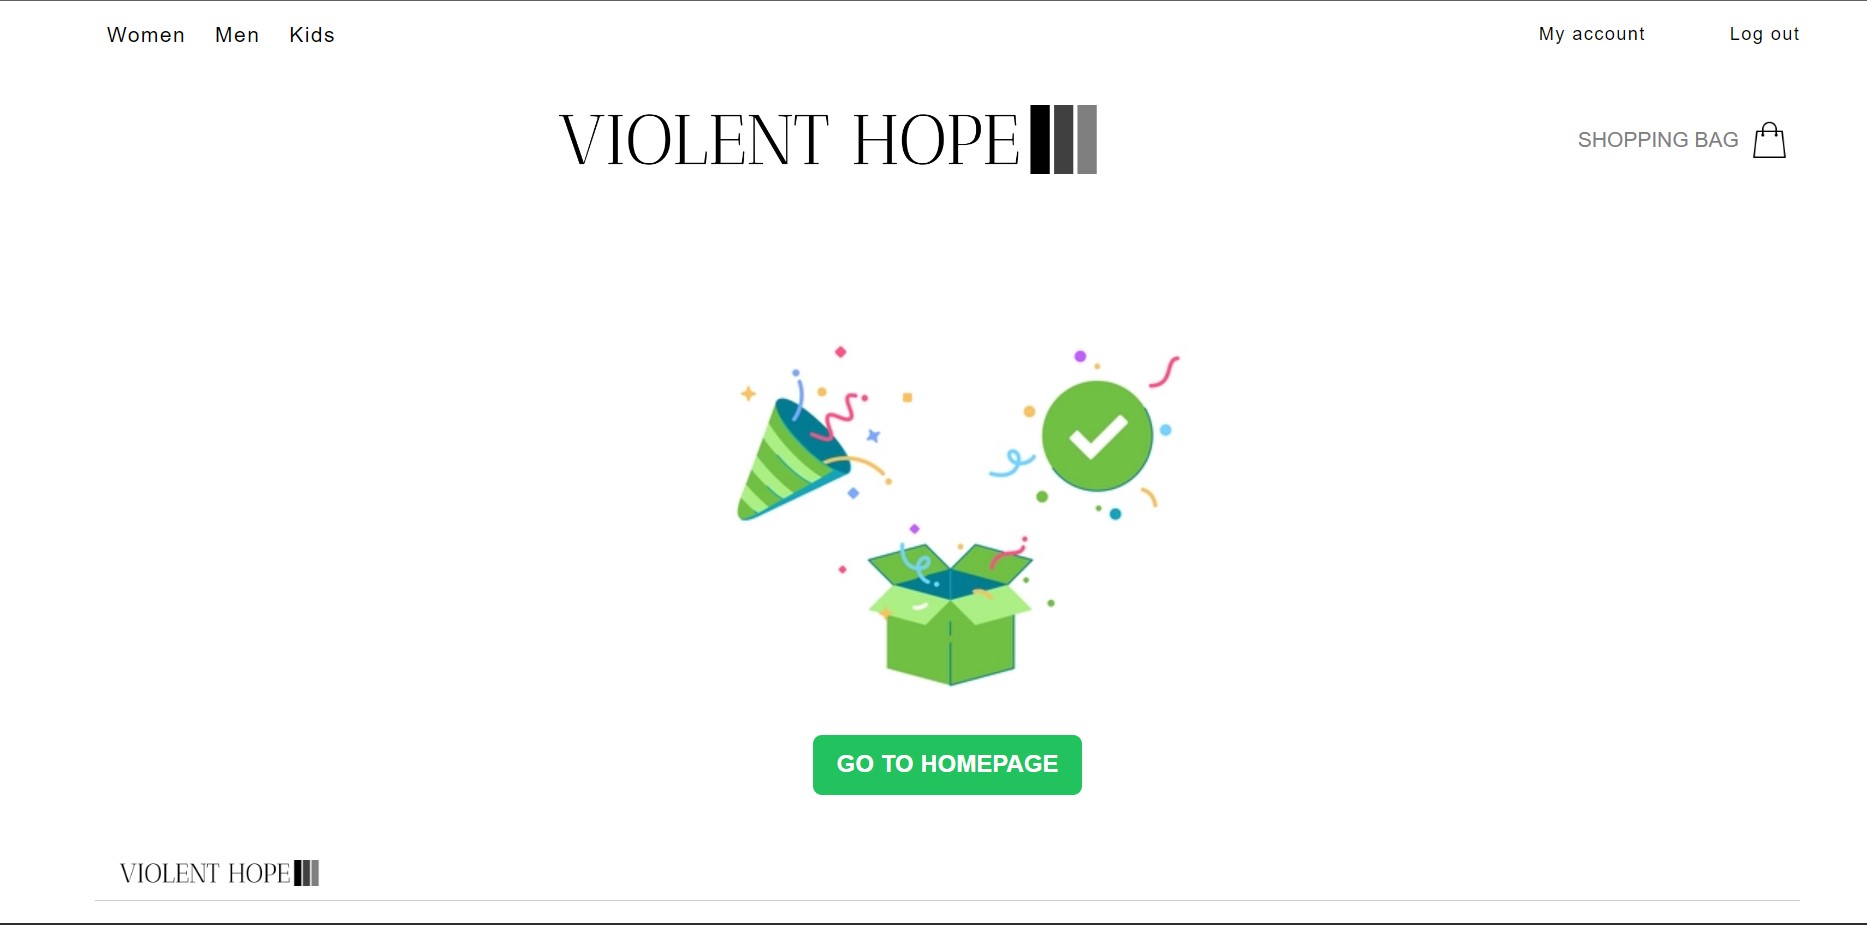 Women Men Kids
My account Log out
VIOLENT HOPE
SHOPPING BAG
GO TO HOMEPAGE
VIOLENT HOPE